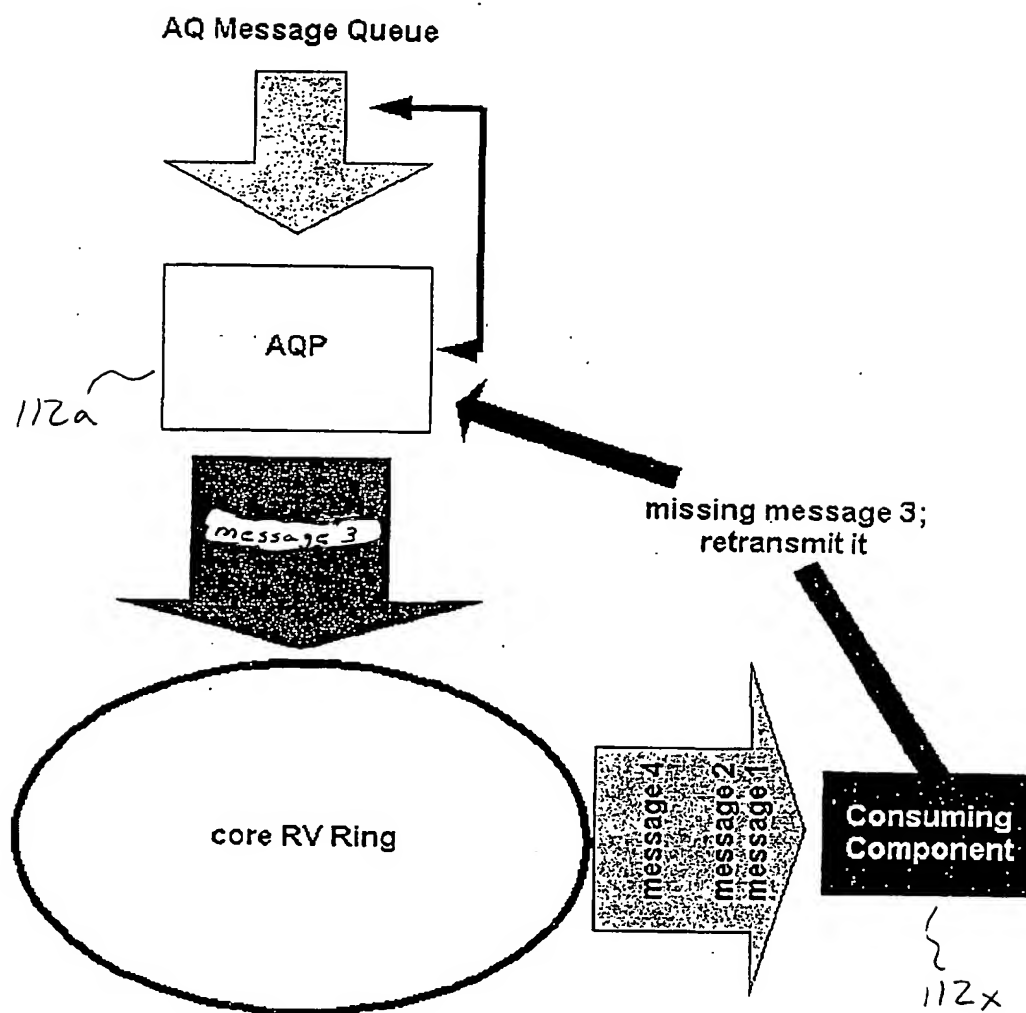 AQ Message Queue
AQP
112a
message 3
missing message 3;
retransmit it
core RV Ring
message 4
message 2
message 1
Consuming
Component
112x